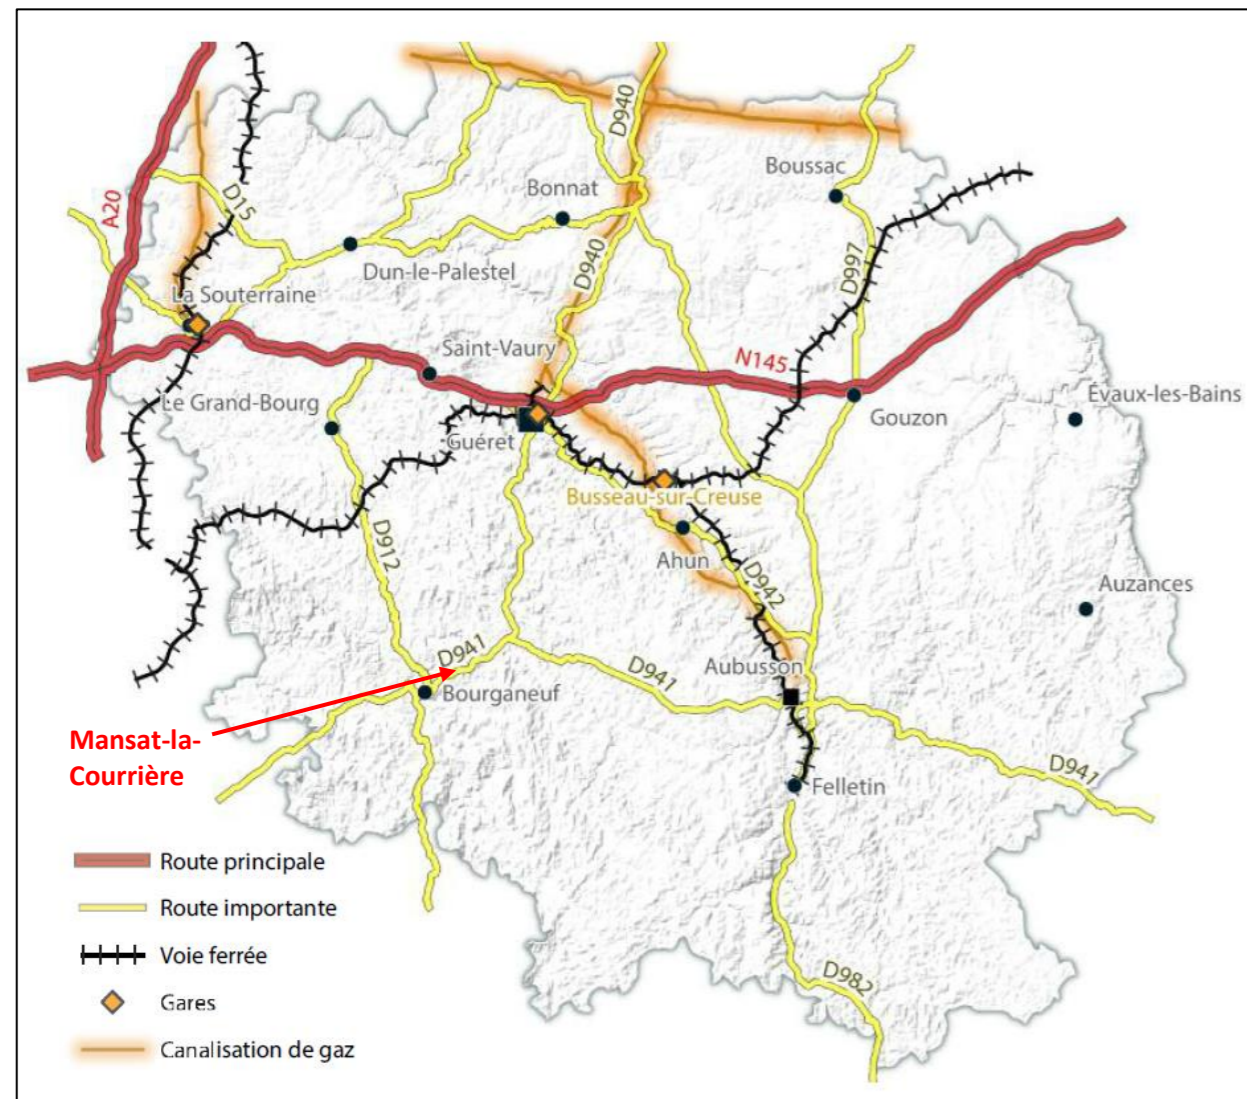 D940
Boussac
Bonnat
A20
D15
D940
D997
Dun-le-Palestel
La Souterraine
Saint-Vaury
N145
Le Grand-Bourg
Évaux-les-Bains
Gouzon
Guéret
Busseau-sur-Creuse
D912
Ahun
D942
Auzances
D941
Aubusson
D941
Bourganeuf
Mansat-la-
Courrière
D941
Felletin
Route principale
Route importante
Voie ferrée
D982
Gares
Canalisation de gaz